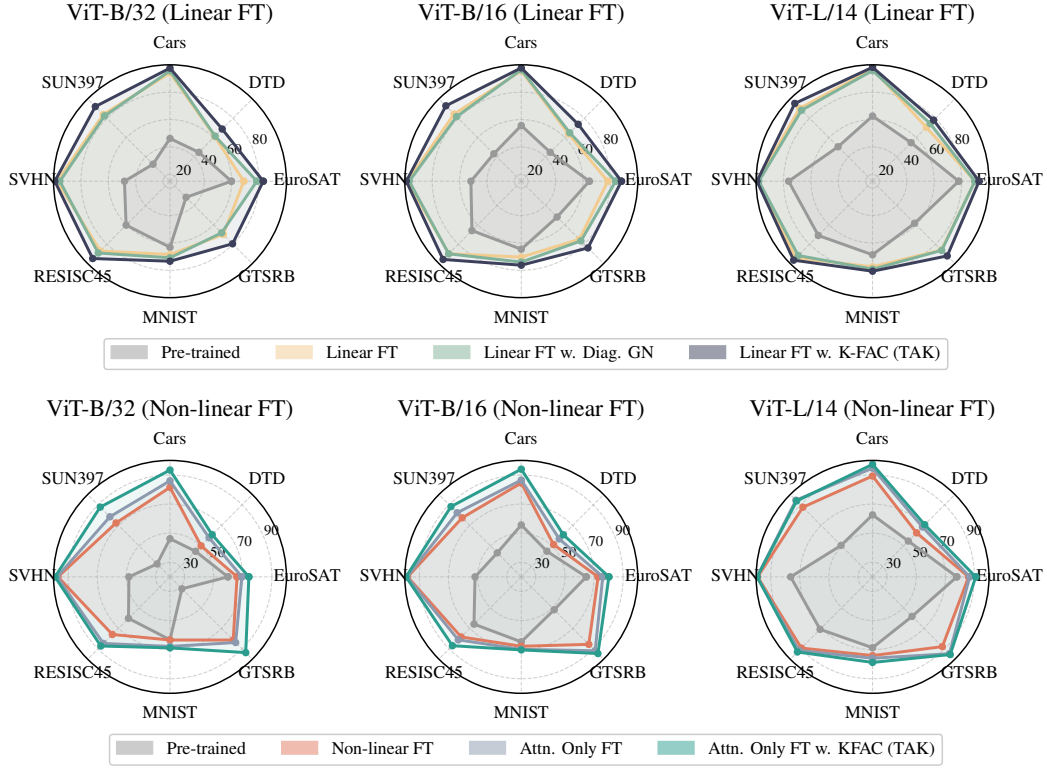 ViT-B/32 (Linear FT)
Cars
DTD
EuroSAT
GTSRB
MNIST
RESISC45
SVHN
SUN397
20
40
60
80
ViT-B/16 (Linear FT)
Cars
DTD
EuroSAT
GTSRB
MNIST
RESISC45
SVHN
SUN397
20
40
60
80
ViT-L/14 (Linear FT)
Cars
DTD
EuroSAT
GTSRB
MNIST
RESISC45
SVHN
SUN397
20
40
60
80
Pre-trained
Linear FT
Linear FT w. Diag. GN
Linear FT w. K-FAC (TAK)
ViT-B/32 (Non-linear FT)
Cars
DTD
EuroSAT
GTSRB
MNIST
RESISC45
SVHN
SUN397
30
50
70
90
ViT-B/16 (Non-linear FT)
Cars
DTD
EuroSAT
GTSRB
MNIST
RESISC45
SVHN
SUN397
30
50
70
90
ViT-L/14 (Non-linear FT)
Cars
DTD
EuroSAT
GTSRB
MNIST
RESISC45
SVHN
SUN397
30
50
70
90
Pre-trained
Non-linear FT
Attn. Only FT
Attn. Only FT w. KFAC (TAK)